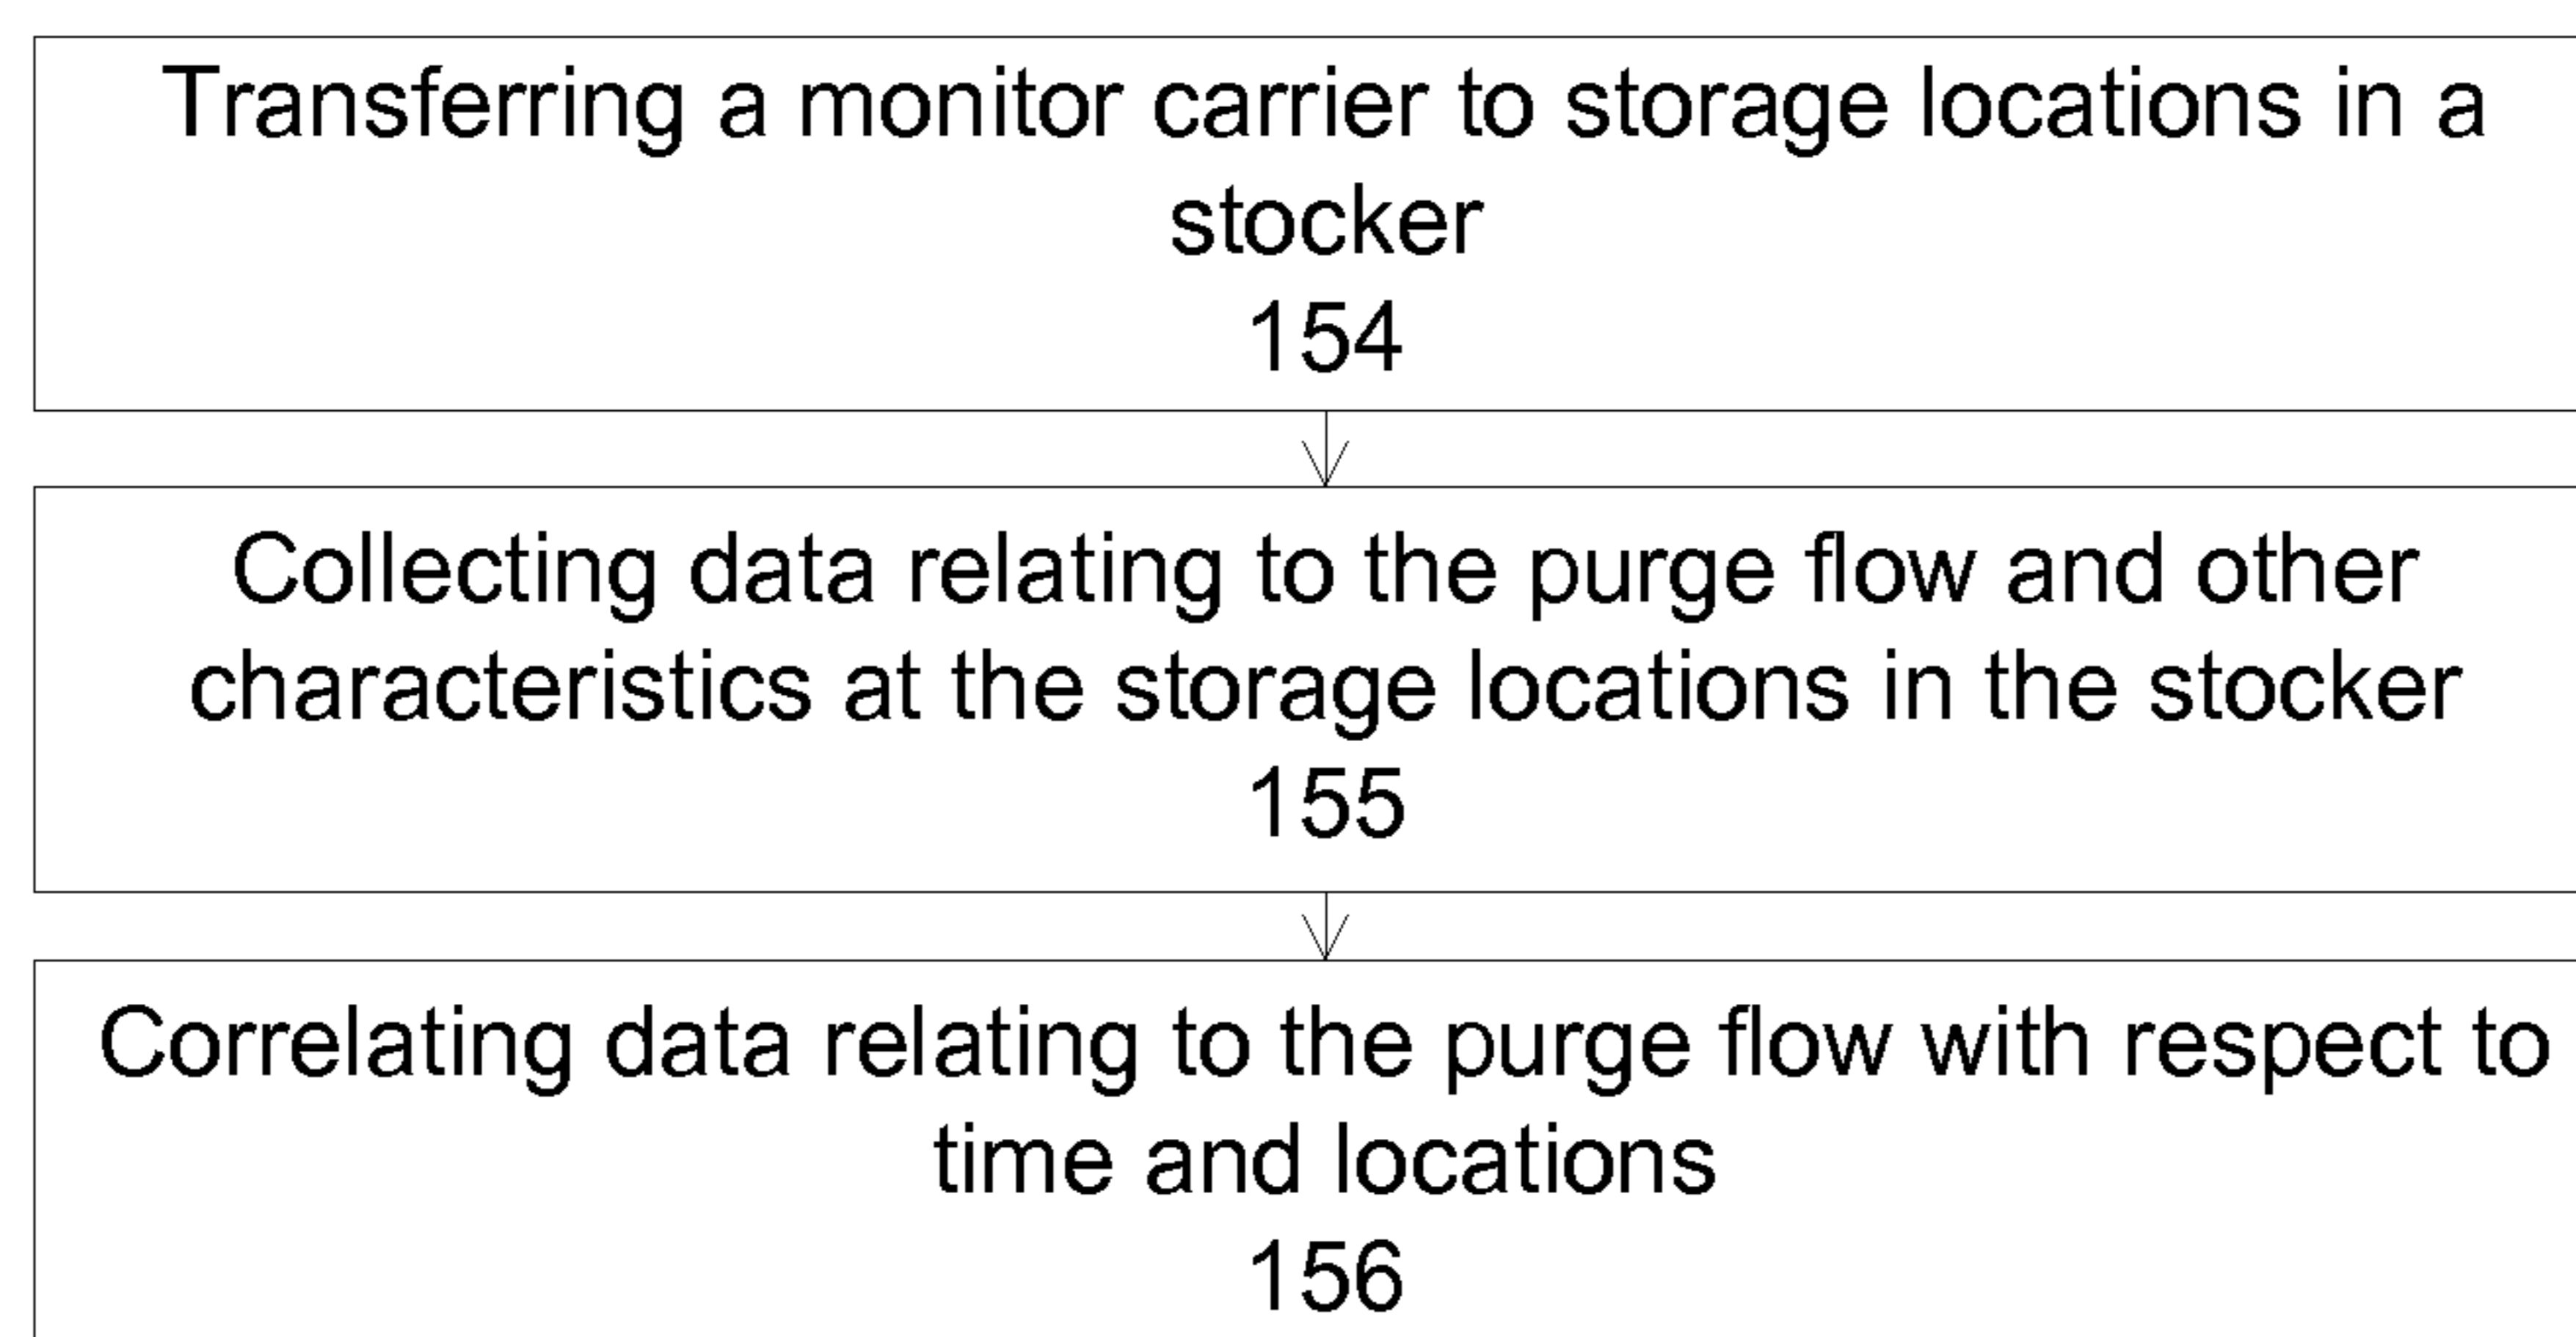 Transferring a monitor carrier to storage locations in a
stocker
154
Collecting data relating to the purge flow and other
characteristics at the storage locations in the stocker
155
Correlating data relating to the purge flow with respect to
time and locations
156